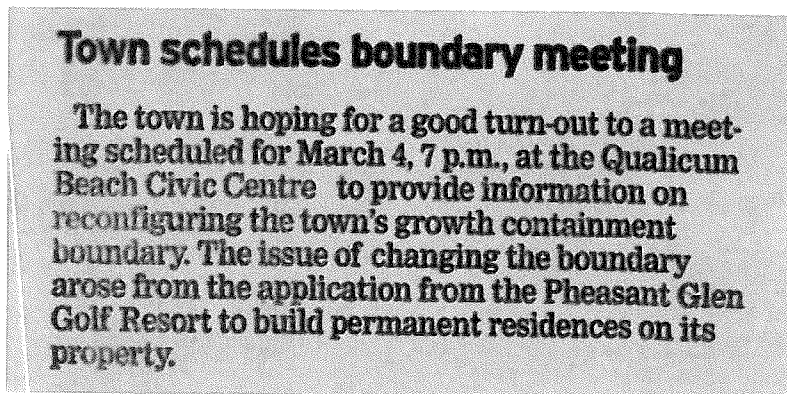 Town schedules boundary meeting
The town is hoping for a good turn-out to a meet-
ing scheduled for March 4, 7 p.m., at the Qualicum
Beach Civic Centre to provide information on
reconfiguring the town's growth containment
boundary. The issue of changing the boundary
arose from the application from the Pheasant Glen
Golf Resort to build permanent residences on its
property.